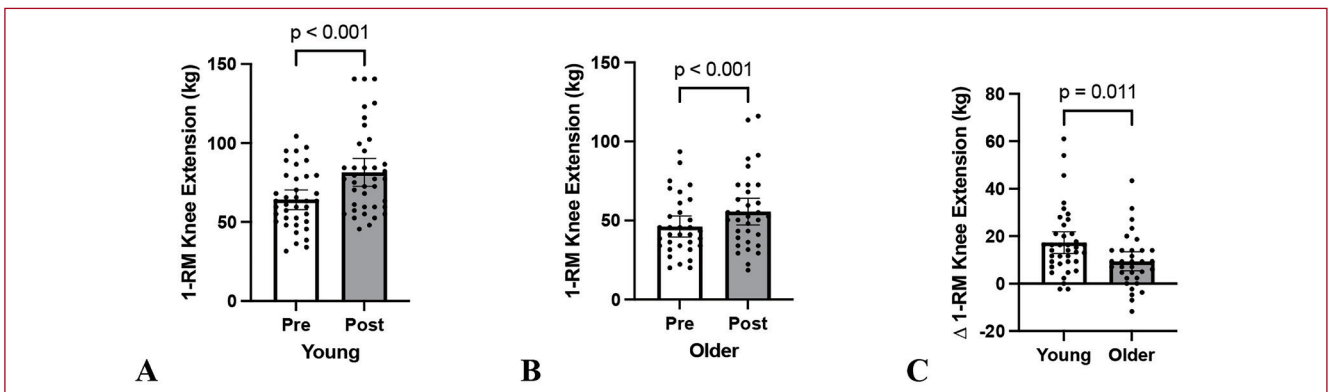 p < 0.001
150
100
50
0
1-RM Knee Extension (kg)
Pre Post
Young
A
p < 0.001
150
100
50
0
1-RM Knee Extension (kg)
Pre Post
Older
B
p = 0.011
80
60
40
20
0
-20
Δ 1-RM Knee Extension (kg)
Young Older
C